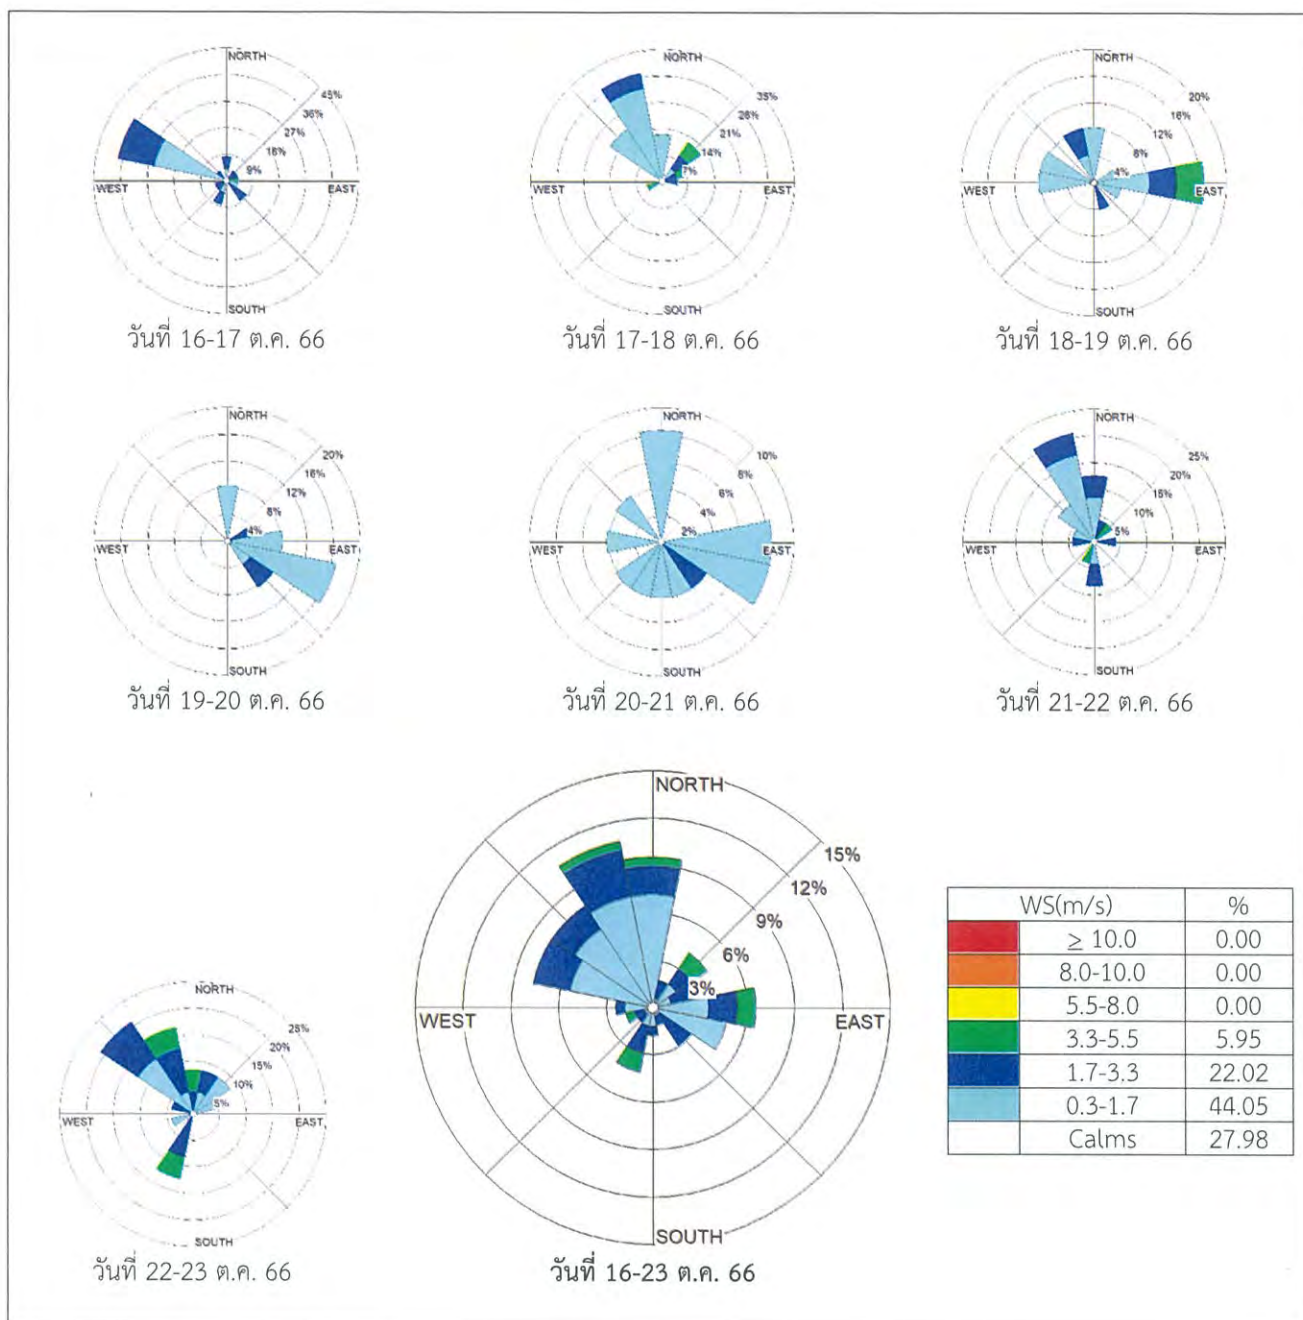 NORTH
45%
36%
27%
18%
9%
WEST
EAST
SOUTH
วันที่ 16-17 ต.ค. 66
NORTH
35%
28%
21%
14%
7%
WEST
EAST
SOUTH
วันที่ 17-18 ต.ค. 66
NORTH
20%
16%
12%
8%
4%
WEST
EAST
SOUTH
วันที่ 18-19 ต.ค. 66
NORTH
20%
16%
12%
8%
4%
WEST
EAST
SOUTH
วันที่ 19-20 ต.ค. 66
NORTH
10%
8%
6%
4%
2%
WEST
EAST
SOUTH
วันที่ 20-21 ต.ค. 66
NORTH
25%
20%
15%
10%
5%
WEST
EAST
SOUTH
วันที่ 21-22 ต.ค. 66
NORTH
25%
20%
15%
10%
5%
WEST
EAST
SOUTH
วันที่ 22-23 ต.ค. 66
NORTH
15%
12%
9%
6%
3%
WEST
EAST
SOUTH
วันที่ 16-23 ต.ค. 66
WS(m/s) %
≥ 10.0 0.00
8.0-10.0 0.00
5.5-8.0 0.00
3.3-5.5 5.95
1.7-3.3 22.02
0.3-1.7 44.05
Calms 27.98